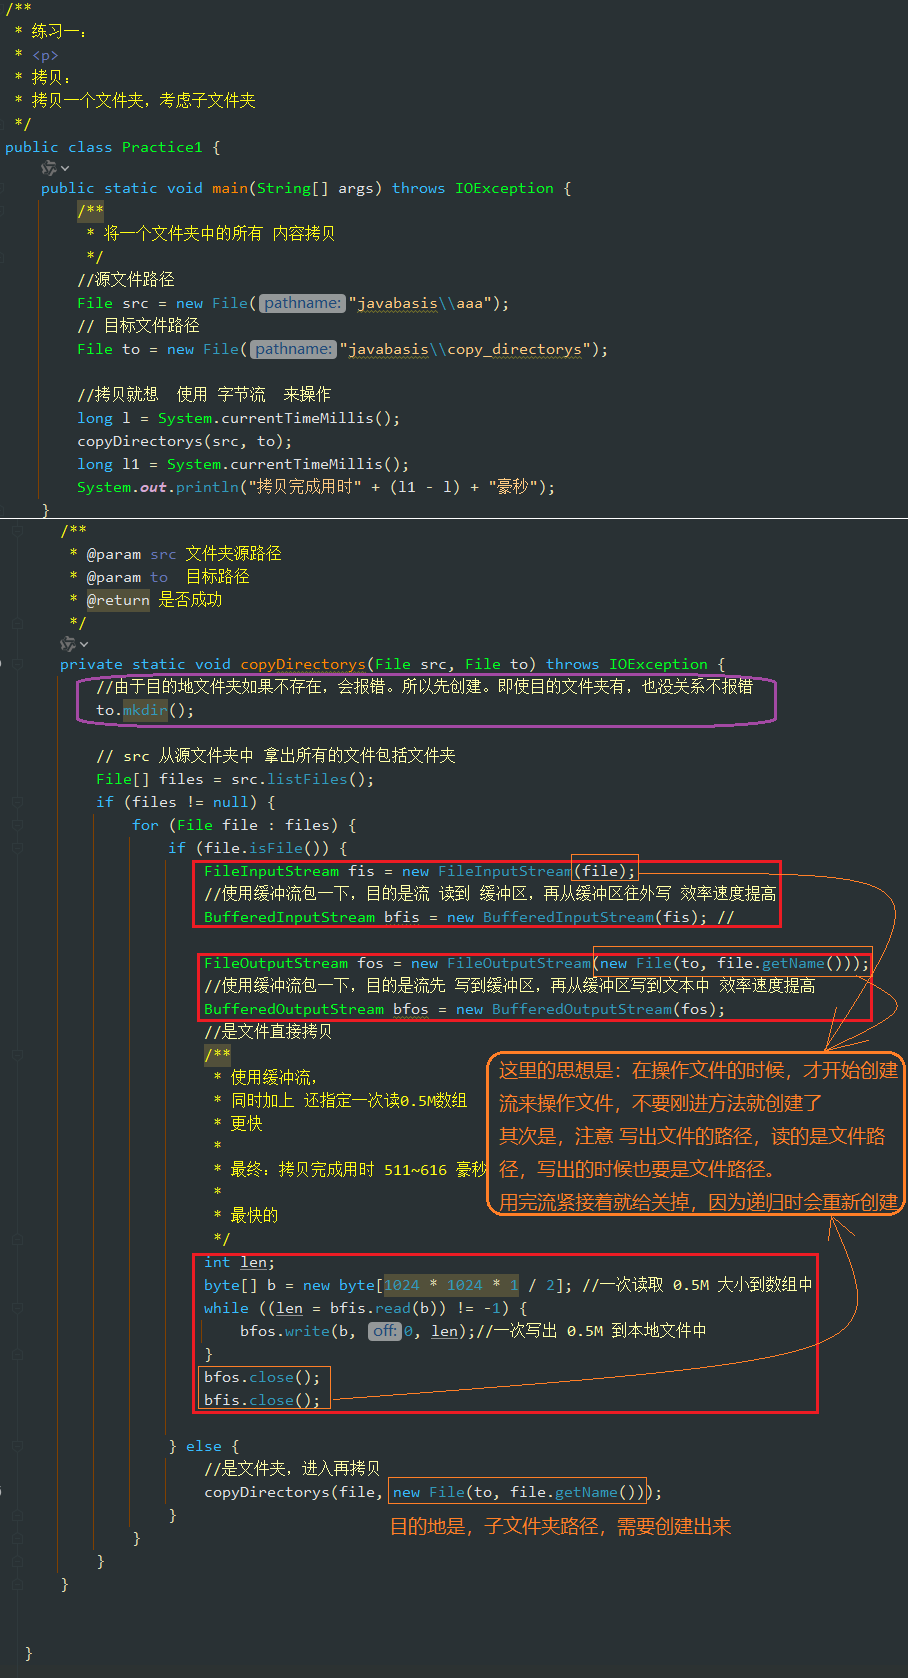 /**
* 练习一：
* <p>
* 拷贝：
* 拷贝一个文件夹，考虑子文件夹
*/
public class Practice1 {
public static void main(String[] args) throws IOException {
/**
* 将一个文件夹中的所有 内容拷贝
*/
//源文件路径
File src = new File( pathname: "javabasis\\aaa");
// 目标文件路径
File to = new File( pathname: "javabasis\\copy_directorys");
//拷贝就想  使用 字节流  来操作
long l = System.currentTimeMillis();
copyDirectorys(src, to);
long l1 = System.currentTimeMillis();
System.out.println("拷贝完成用时" + (l1 - l) + "豪秒");
}
/**
* @param src 文件夹源路径
* @param to  目标路径
* @return 是否成功
*/
private static void copyDirectorys(File src, File to) throws IOException {
//由于目的地文件夹如果不存在，会报错。所以先创建。即使目的文件夹有，也没关系不报错
to.mkdir();
// src 从源文件夹中 拿出所有的文件包括文件夹
File[] files = src.listFiles();
if (files != null) {
for (File file : files) {
if (file.isFile()) {
FileInputStream fis = new FileInputStream(file);
//使用缓冲流包一下，目的是流 读到 缓冲区，再从缓冲区往外写 效率速度提高
BufferedInputStream bfis = new BufferedInputStream(fis); //
FileOutputStream fos = new FileOutputStream(new File(to, file.getName()));
//使用缓冲流包一下，目的是流先 写到缓冲区，再从缓冲区写到文本中 效率速度提高
BufferedOutputStream bfos = new BufferedOutputStream(fos);
//是文件直接拷贝
/**
* 使用缓冲流，
* 同时加上 还指定一次读0.5M数组
* 更快
*
* 最终：拷贝完成用时 511~616 豪秒
*
* 最快的
*/
这里的思想是：在操作文件的时候，才开始创建
流来操作文件，不要刚进方法就创建了
其次是，注意 写出文件的路径，读的是文件路
径，写出的时候也要是文件路径。
用完流紧接着就给关掉，因为递归时会重新创建
int len;
byte[] b = new byte[1024 * 1024 * 1 / 2]; //一次读取 0.5M 大小到数组中
while ((len = bfis.read(b)) != -1) {
bfos.write(b, off: 0, len);//一次写出 0.5M 到本地文件中
}
bfos.close();
bfis.close();
} else {
//是文件夹，进入再拷贝
copyDirectorys(file, new File(to, file.getName()));
}
目的地是，子文件夹路径，需要创建出来
}
}
}
}